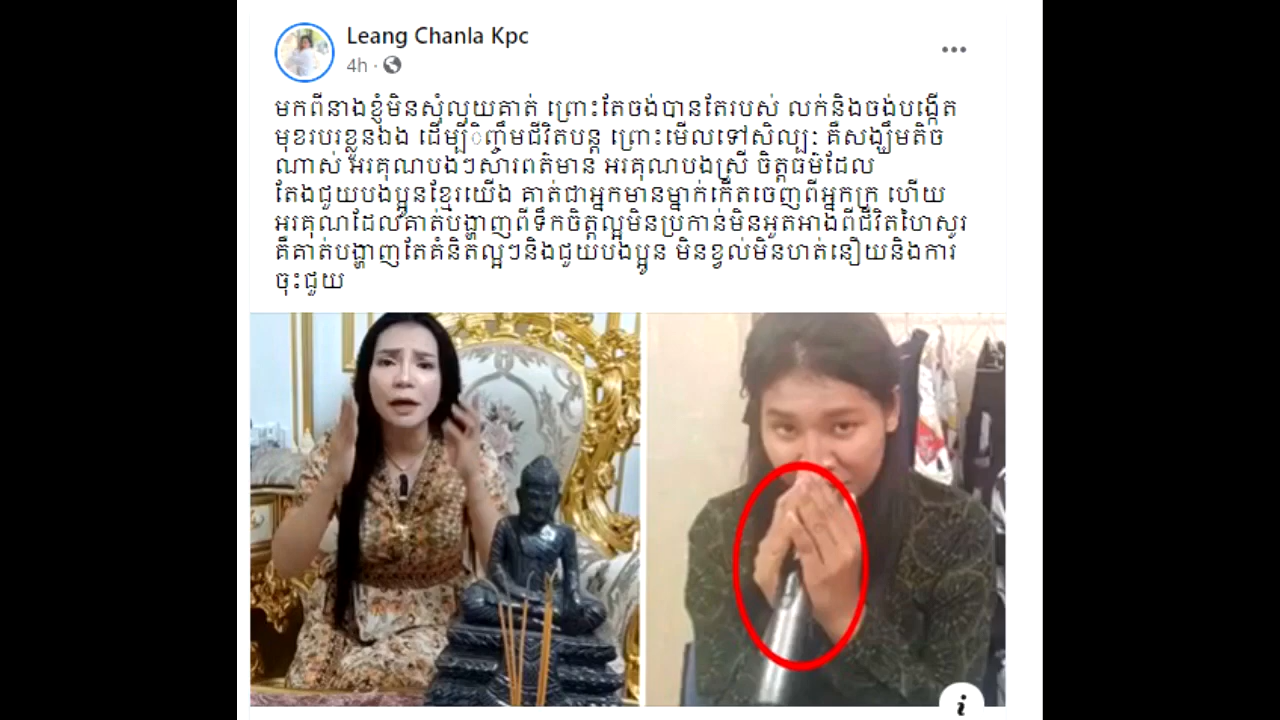 Leang Chanla Kpc
4h ·
មកពីនាងខ្ញុំមិនសុំលុយគាត់ ព្រោះតែចង់បានតែរបស់ លក់និងចង់បង្កើត
មុខរបរខ្លួនឯង ដើម្បីិញ្ចឹមជីវិតបន្ត ព្រោះមើលទៅសិល្បៈ គឺសង្ឃឹមតិច
ណាស់ អរគុណបងៗសារពត៌មាន អរគុណបងស្រី ចិត្តធម៌ដែល
តែងជួយបងប្អូនខ្មែរយើង គាត់ជាអ្នកមានម្នាក់កើតចេញពីអ្នកក្រ ហើយ
អរគុណដែលគាត់បង្ហាញពីទឹកចិត្តល្អមិនប្រកាន់មិនអួតអាងពីជីវិតហៃសូរ
គឺគាត់បង្ហាញតែគំនិតល្អៗនិងជួយបងប្អូន មិនខ្វល់មិនហត់នឿយនិងការ
ចុះជួយ